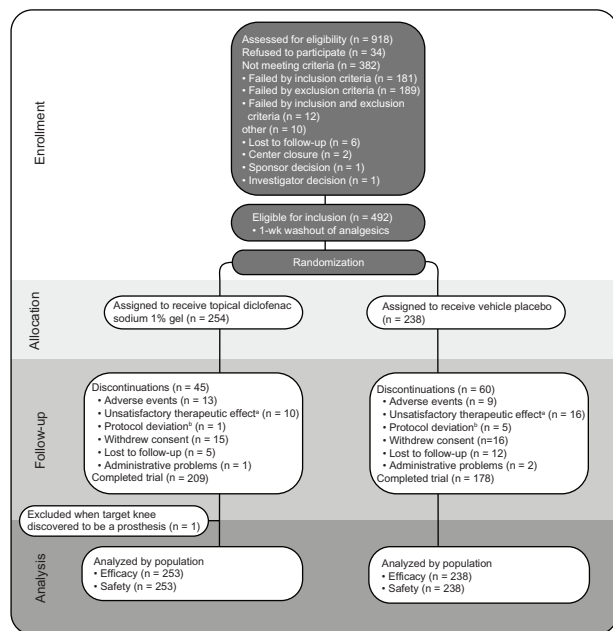 Enrollment
Assessed for eligibility (n = 918)
Refused to participate (n = 34)
Not meeting criteria (n = 382)
• Failed by inclusion criteria (n = 181)
• Failed by exclusion criteria (n = 189)
• Failed by inclusion and exclusion
criteria (n = 12)
other (n = 10)
• Lost to follow-up (n = 6)
• Center closure (n = 2)
• Sponsor decision (n = 1)
• Investigator decision (n = 1)
Eligible for inclusion (n = 492)
• 1-wk washout of analgesics
Randomization
Allocation
Assigned to receive topical diclofenac
sodium 1% gel (n = 254)
Assigned to receive vehicle placebo
(n = 238)
Follow-up
Discontinuations (n = 45)
• Adverse events (n = 13)
• Unsatisfactory therapeutic effectᵃ (n = 10)
• Protocol deviationᵇ (n = 1)
• Withdrew consent (n = 15)
• Lost to follow-up (n = 5)
• Administrative problems (n = 1)
Completed trial (n = 209)
Discontinuations (n = 60)
• Adverse events (n = 9)
• Unsatisfactory therapeutic effectᵃ (n = 16)
• Protocol deviationᵇ (n = 5)
• Withdrew consent (n=16)
• Lost to follow-up (n = 12)
• Administrative problems (n = 2)
Completed trial (n = 178)
Excluded when target knee
discovered to be a prosthesis (n = 1)
Analysis
Analyzed by population
• Efficacy (n = 253)
• Safety (n = 253)
Analyzed by population
• Efficacy (n = 238)
• Safety (n = 238)